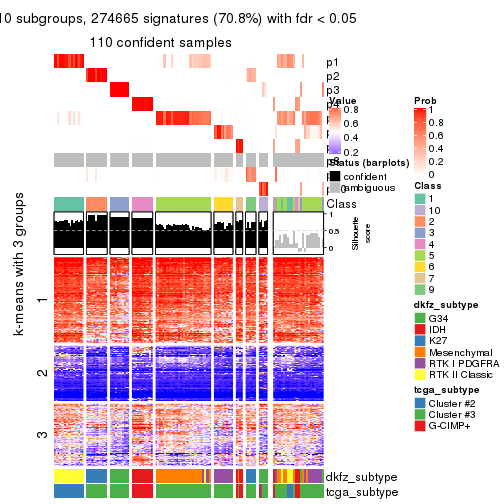 10 subgroups, 274665 signatures (70.8%) with fdr < 0.05
110 confident samples
p1
p2
p3
Value
0.8
0.6
0.4
0.2
Status (barplots)
confident
ambiguous
Class
1
0.5
0
Silhouette
score
k-means with 3 groups
1
2
3
dkfz_subtype
tcga_subtype
Prob
1
0.8
0.6
0.4
0.2
0
Class
1
10
2
3
4
5
6
7
9
dkfz_subtype
G34
IDH
K27
Mesenchymal
RTK I PDGFRA
RTK II Classic
tcga_subtype
Cluster #2
Cluster #3
G-CIMP+